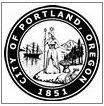 CITY OF PORTLAND, OREGON
1851